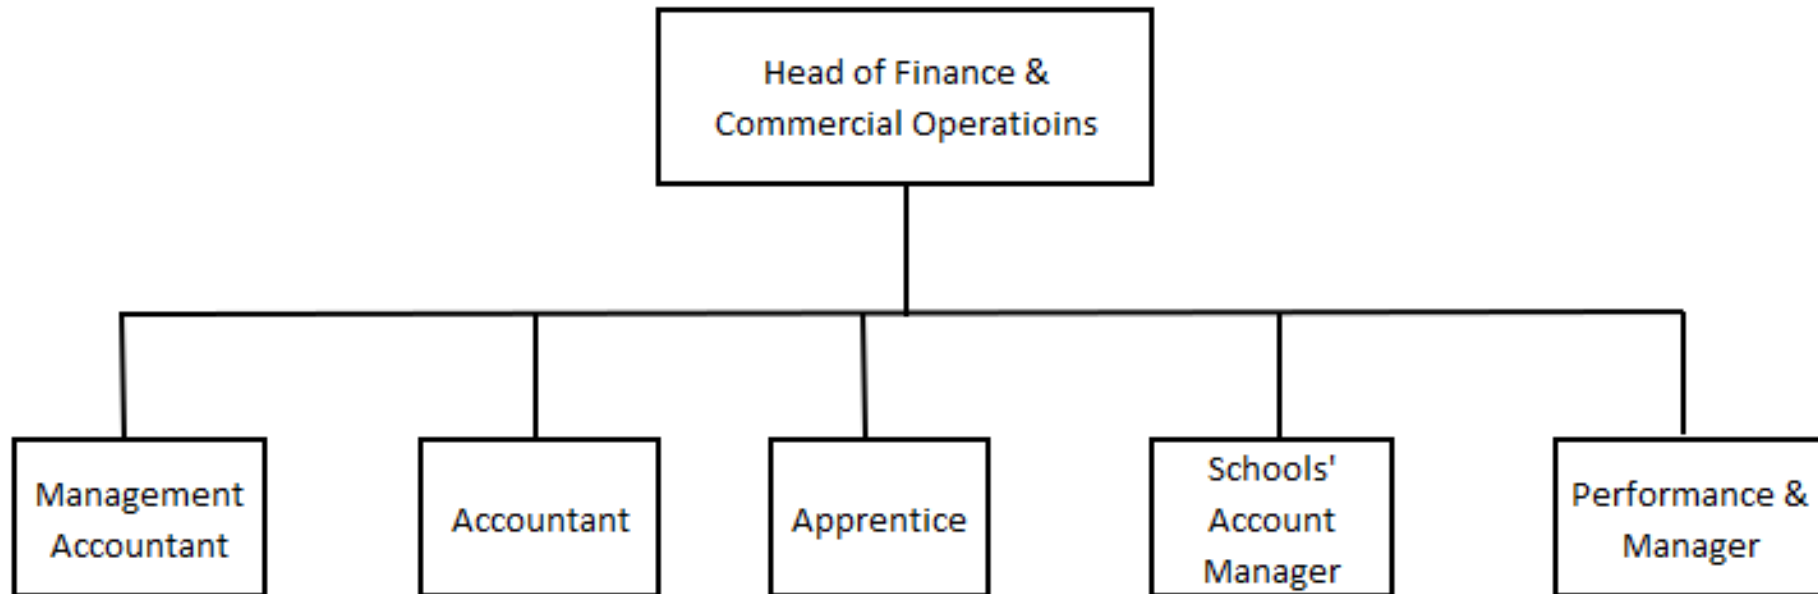 Head of Finance &
Commercial Operatioins
Management
Accountant
Accountant
Apprentice
Schools'
Account
Manager
Performance &
Manager